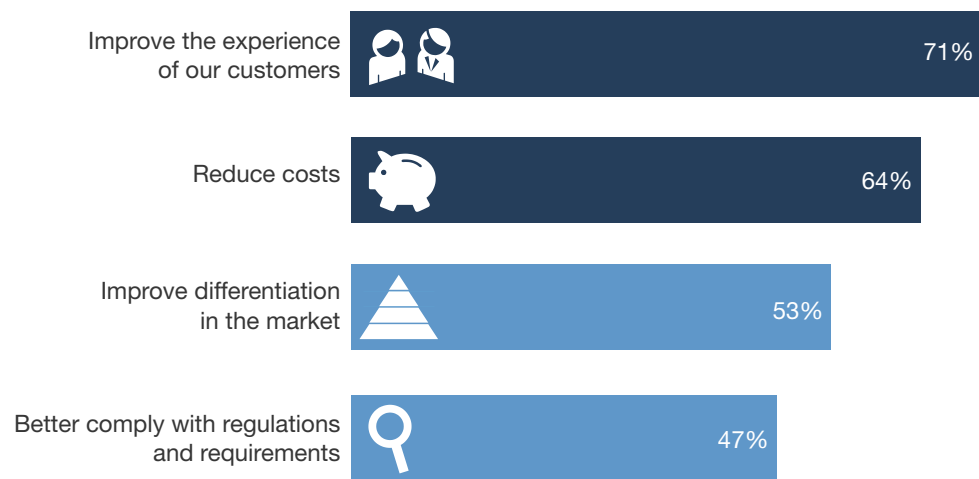 Improve the experience
of our customers
71%
Reduce costs
64%
Improve differentiation
in the market
53%
Better comply with regulations
and requirements
47%